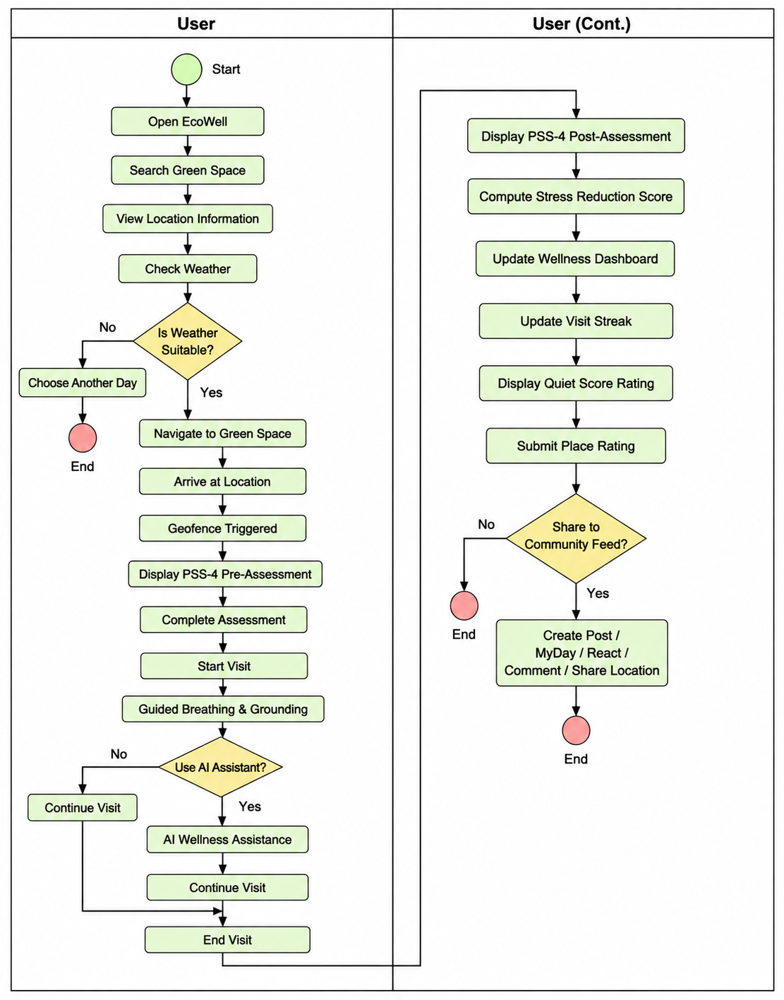 User
Start
Open EcoWell
Search Green Space
View Location Information
Check Weather
Is Weather
Suitable?
No
Choose Another Day
End
Yes
Navigate to Green Space
Arrive at Location
Geofence Triggered
Display PSS-4 Pre-Assessment
Complete Assessment
Start Visit
Guided Breathing & Grounding
Use AI Assistant?
No
Continue Visit
Yes
AI Wellness Assistance
Continue Visit
End Visit
User (Cont.)
Display PSS-4 Post-Assessment
Compute Stress Reduction Score
Update Wellness Dashboard
Update Visit Streak
Display Quiet Score Rating
Submit Place Rating
Share to
Community Feed?
No
End
Yes
Create Post /
MyDay / React /
Comment / Share Location
End